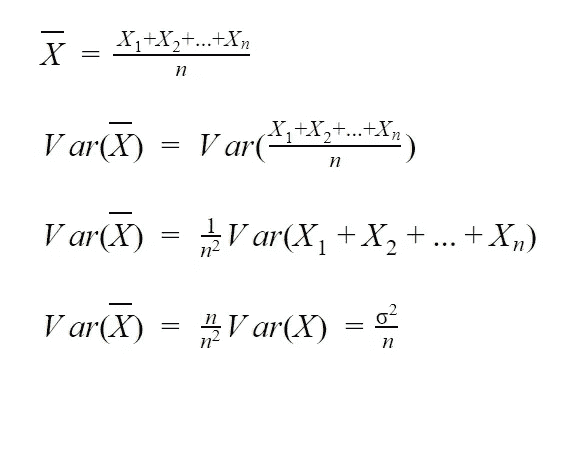 X̅ = (X₁+X₂+...+Xₙ)/n
Var(X̅) = Var((X₁+X₂+...+Xₙ)/n)
Var(X̅) = 1/n² Var(X₁ + X₂ + ... + Xₙ)
Var(X̅) = n/n² Var(X) = σ²/n